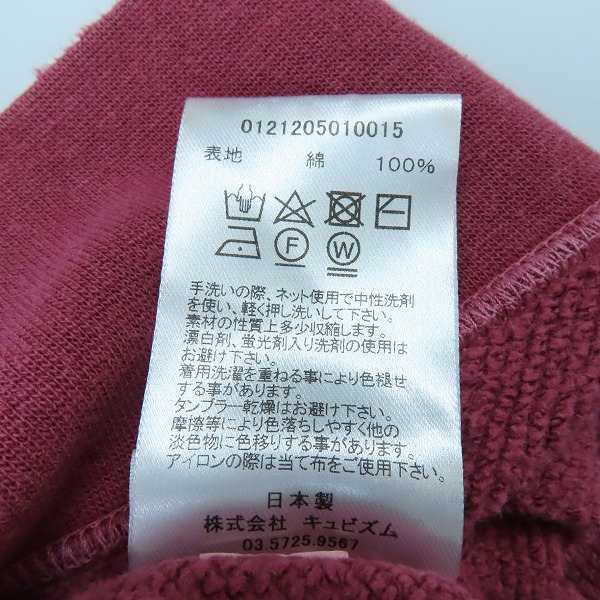 0121205010015
表地 綿 100%
F W
手洗いの際、ネット使用で中性洗剤
を使い、軽く押し洗いして下さい。
素材の性質上多少収縮します。
漂白剤、蛍光剤入り洗剤の使用は
お避け下さい。
着用洗濯を重ねる事により色褪せ
する事があります。
タンブラー乾燥はお避け下さい。
摩擦等により色落ちしやすく他の
淡色物に色移りする事があります。
アイロンの際は当て布をご使用下さい。
日本製
株式会社 キュビズム
03.5725.9567